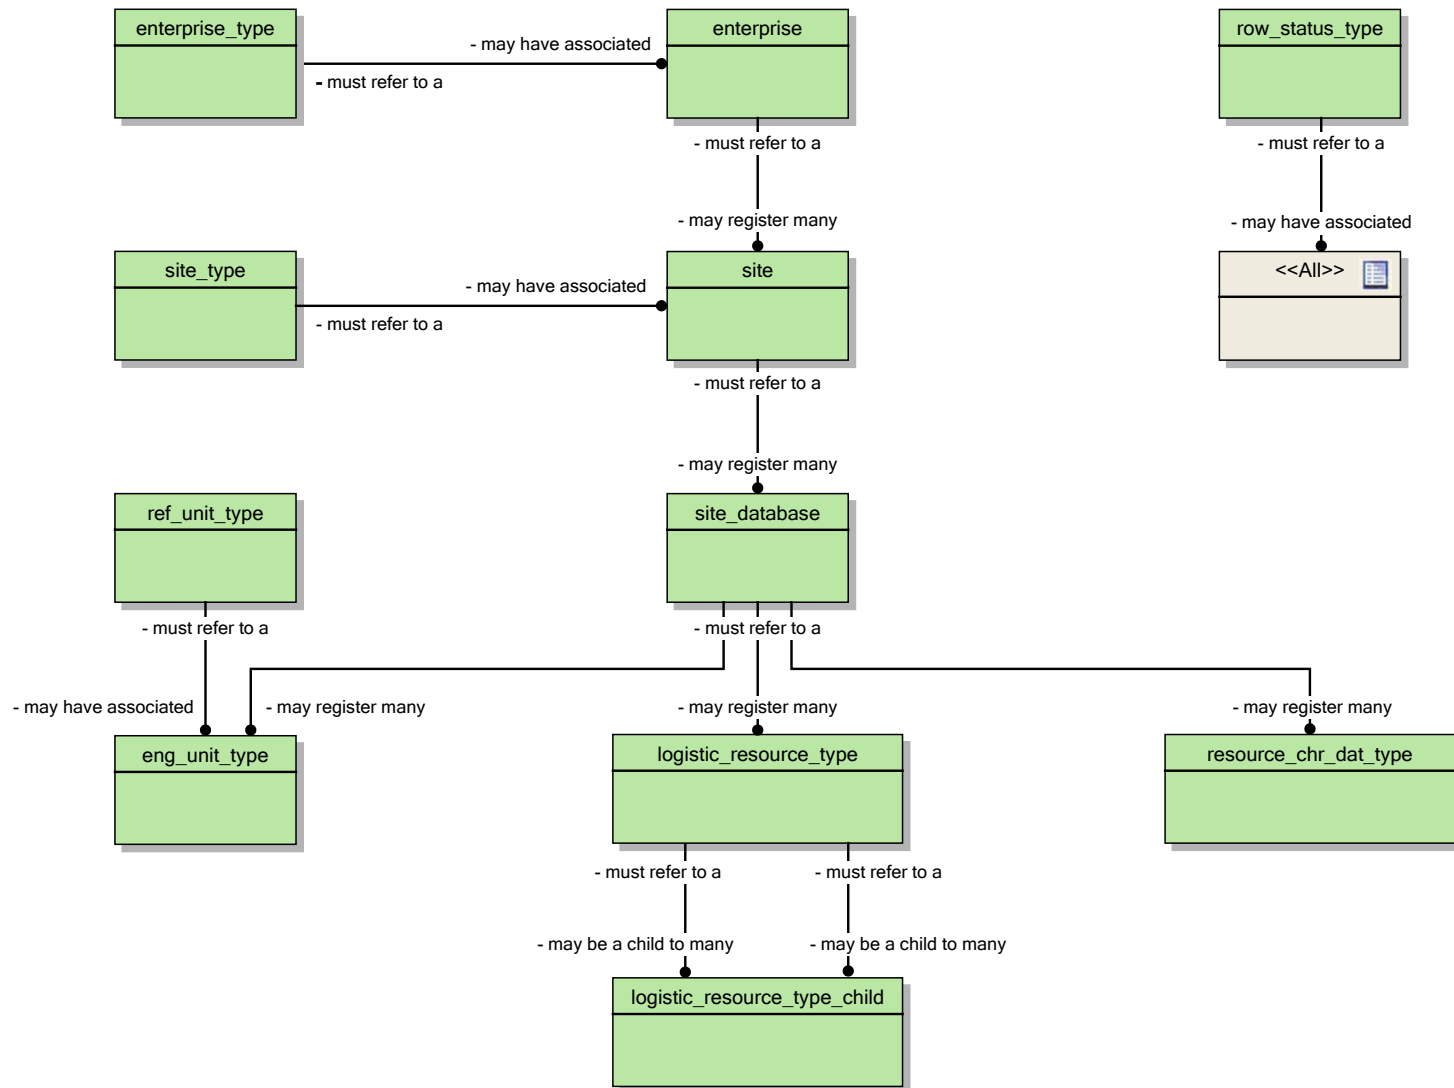 enterprise_type
enterprise
row_status_type
- may have associated
- must refer to a
- must refer to a
- must refer to a
- may register many
- may have associated
site_type
site
<<All>>
- may have associated
- must refer to a
- must refer to a
- may register many
ref_unit_type
site_database
- must refer to a
- must refer to a
- may have associated
- may register many
- may register many
- may register many
eng_unit_type
logistic_resource_type
resource_chr_dat_type
- must refer to a
- must refer to a
- may be a child to many
- may be a child to many
logistic_resource_type_child